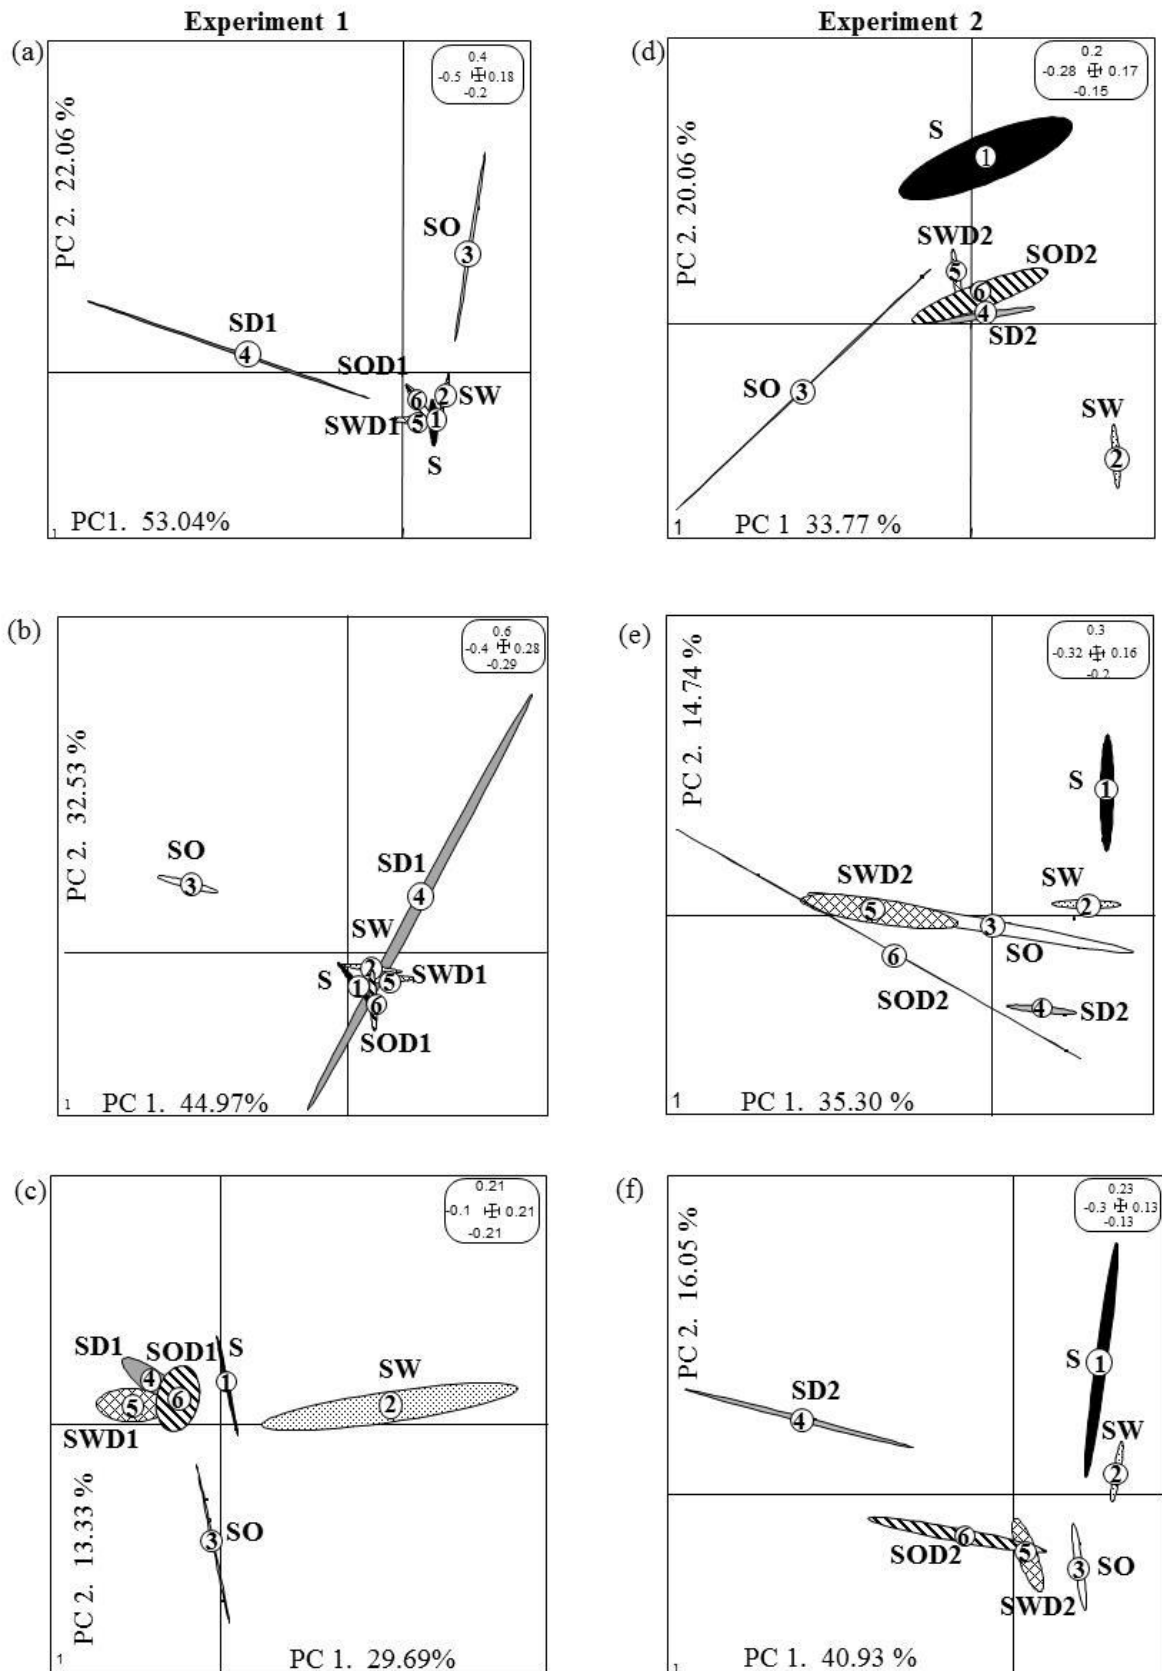 Experiment 1
Experiment 2
(a)
0.4
-0.5 0.18
-0.2
PC 2. 22.06 %
SO
3
SD1
4
SOD1
6
2 SW
SWD1 5 1
S
1 PC1. 53.04%
(d)
0.2
-0.28 0.17
-0.15
PC 2. 20.06 %
S
1
SWD2
5
SOD2
6
4
SD2
SO 3
SW
2
1 PC 1 33.77 %
(b)
0.6
-0.4 0.28
-0.29
PC 2. 32.53 %
SO
3
SD1
4
SW
2
S 1
5 SWD1
6
SOD1
1 PC 1. 44.97%
(e)
0.3
-0.32 0.16
-0.2
PC 2. 14.74 %
S 1
SW
2
SWD2
5
3
SO
6
SOD2
4 SD2
1 PC 1. 35.30 %
(c)
0.21
-0.1 0.21
-0.21
SD1 SOD1 S
4 6 1
5
SWD1
SW
2
3 SO
PC 2. 13.33 %
1 PC 1. 29.69%
(f)
0.23
-0.3 0.13
-0.13
PC 2. 16.05 %
S 1
SD2
4
SW
2
6
SOD2
5
SWD2
3 SO
1 PC 1. 40.93 %